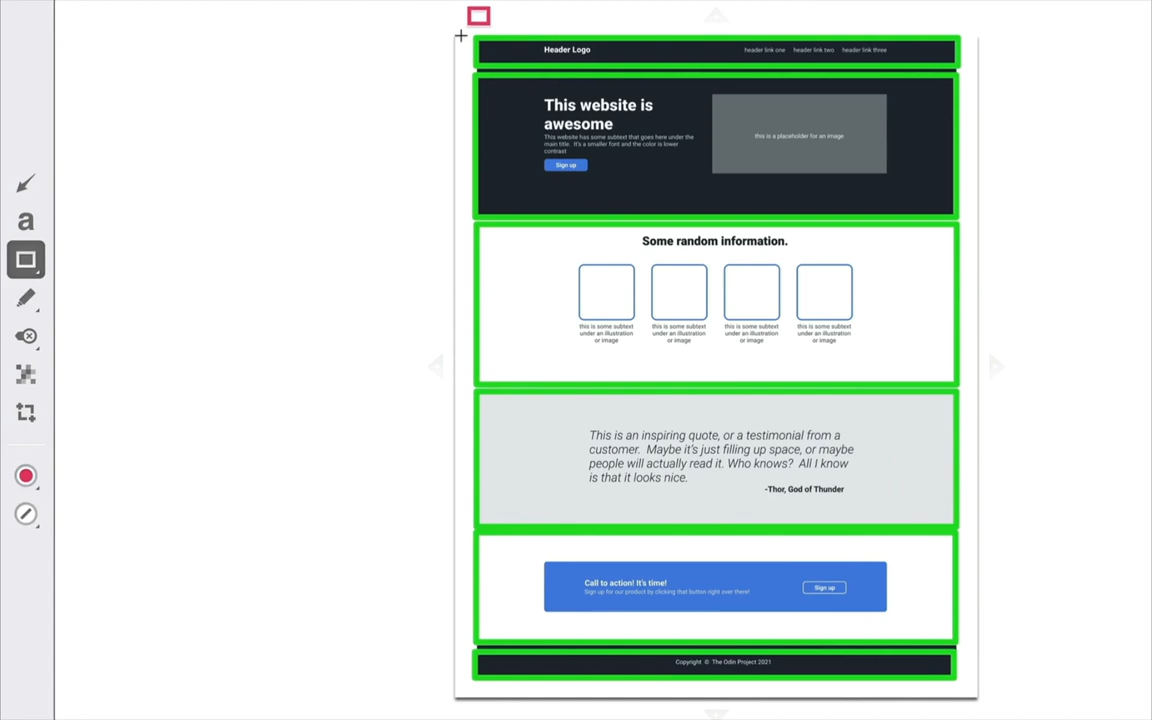 Header Logo
header link one header link two header link three
This website is
awesome
This website has some subtext that goes here under the
main title. It's a smaller font and the color is lower
contrast
Sign up
this is a placeholder for an image
Some random information.
this is some subtext
under an illustration
or image
this is some subtext
under an illustration
or image
this is some subtext
under an illustration
or image
this is some subtext
under an illustration
or image
This is an inspiring quote, or a testimonial from a
customer. Maybe it's just filling up space, or maybe
people will actually read it. Who knows? All I know
is that it looks nice.
-Thor, God of Thunder
Call to action! It's time!
Sign up for our product by clicking that button right over there!
Sign up
Copyright © The Odin Project 2021
a